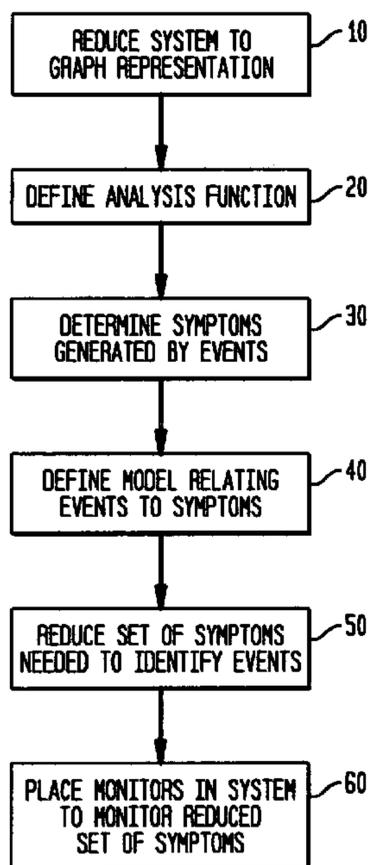 REDUCE SYSTEM TO
GRAPH REPRESENTATION
10
DEFINE ANALYSIS FUNCTION
20
DETERMINE SYMPTOMS
GENERATED BY EVENTS
30
DEFINE MODEL RELATING
EVENTS TO SYMPTOMS
40
REDUCE SET OF SYMPTOMS
NEEDED TO IDENTIFY EVENTS
50
PLACE MONITORS IN SYSTEM
TO MONITOR REDUCED
SET OF SYMPTOMS
60